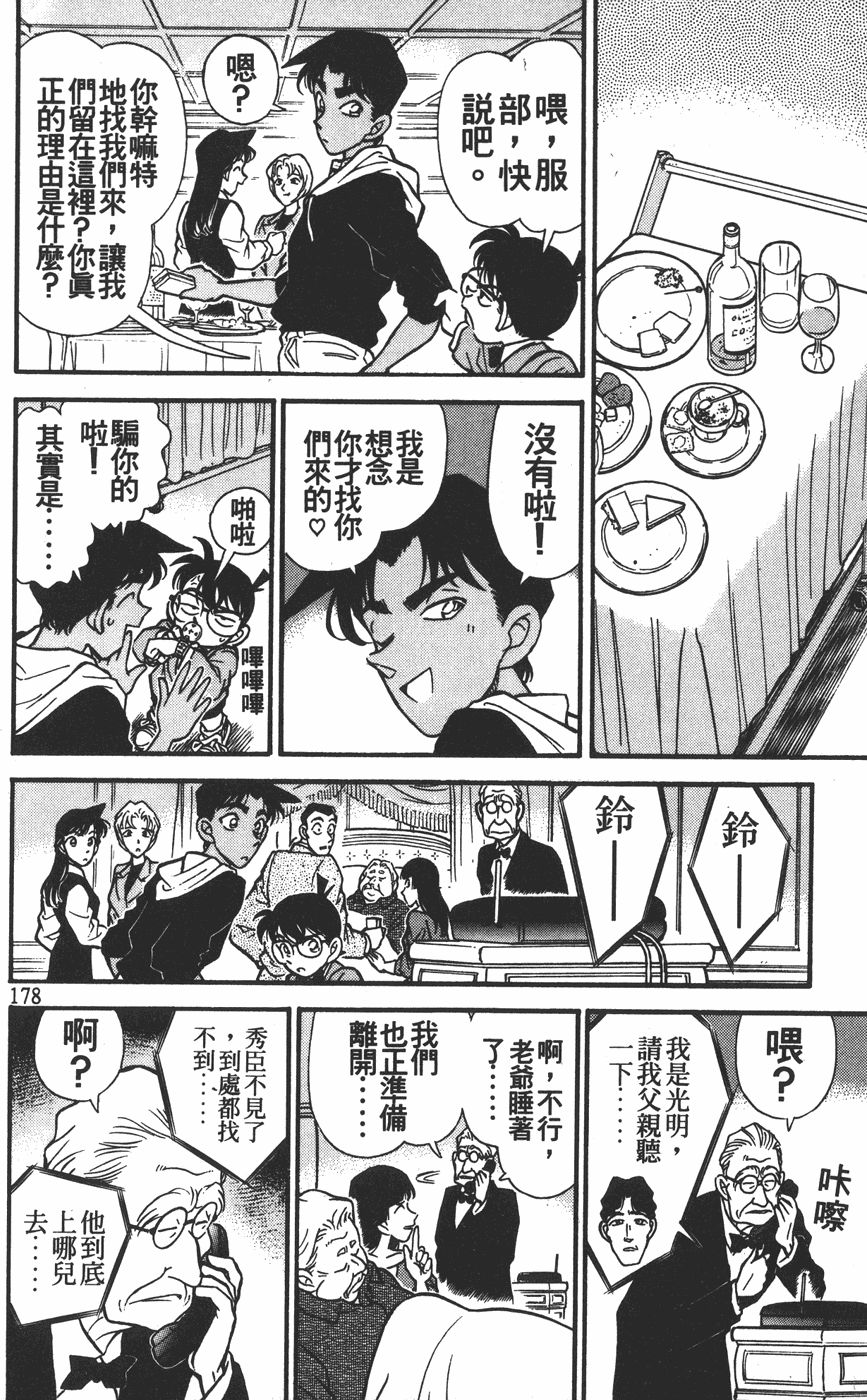 喂，服
部，快
說吧。
嗯？
你幹嘛特
地找我們來，讓我
們留在這裡？你真
正的理由是什麼？
沒有啦！
我是
想念
你才找你
們來的♡
騙你的
啦！
其實是……
啪啦
嗶嗶嗶
鈴—
鈴—
178
喂？
我是光明，
請我父親聽
一下……
咔嚓
啊，不行，
老爺睡著
了……
我們
也正準備
離開……
秀臣不見了
，到處都找
不到……
啊？
他到底
上哪兒
去……